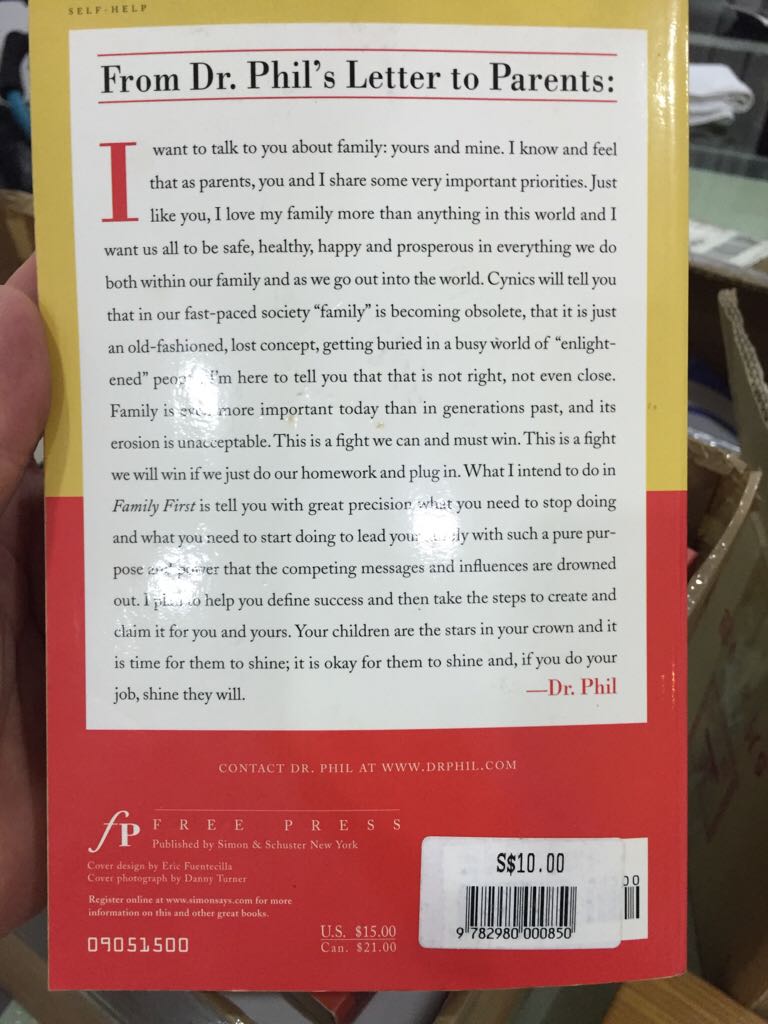 SELF-HELP
From Dr. Phil's Letter to Parents:
I want to talk to you about family: yours and mine. I know and feel
that as parents, you and I share some very important priorities. Just
like you, I love my family more than anything in this world and I
want us all to be safe, healthy, happy and prosperous in everything we do
both within our family and as we go out into the world. Cynics will tell you
that in our fast-paced society "family" is becoming obsolete, that it is just
an old-fashioned, lost concept, getting buried in a busy world of "enlight-
ened" I'm here to tell you that that is not right, not even close.
Family is even more important today than in generations past, and its
erosion is unacceptable. This is a fight we can and must win. This is a fight
we will win if we just do our homework and plug in. What I intend to do in
Family First is tell you with great precision what you need to stop doing
and what you need to start doing to lead your with such a pure pur-
pose and power that the competing messages and influences are drowned
out. I to help you define success and then take the steps to create and
claim it for you and yours. Your children are the stars in your crown and it
is time for them to shine; it is okay for them to shine and, if you do your
job, shine they will.
—Dr. Phil
CONTACT DR. PHIL AT WWW.DRPHIL.COM
fP FREE PRESS
Published by Simon & Schuster New York
Cover design by Eric Fuentecilla
Cover photograph by Danny Turner
Register online at www.simonsays.com for more
information on this and other great books.
09051500
U.S. $15.00
Can. $21.00
S$10.00
9 782980 000850
00